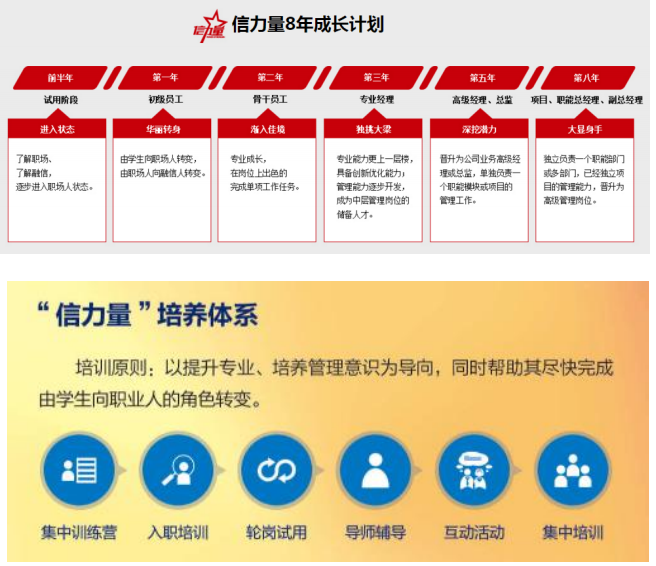 信力量
信力量8年成长计划
前半年
第一年
第二年
第三年
第五年
第八年
试用阶段
初级员工
骨干员工
专业经理
高级经理、总监
项目、职能总经理、副总经理
进入状态
华丽转身
渐入佳境
独挑大梁
深挖潜力
大显身手
了解职场、
了解融信，
逐步进入职场人状态。
由学生向职场人转变，
由职场人向融信人转变。
专业成长，
在岗位上出色的
完成单项工作任务。
专业能力更上一层楼，
具备创新优化能力；
管理能力逐步开发，
成为中层管理岗位的
储备人才。
晋升为公司业务高级经
理或总监，单独负责一
个职能模块或项目的
管理工作。
独立负责一个职能部门
或多部门，已经独立项
目的管理能力，晋升为
高级管理岗位。
“信力量”培养体系
培训原则：以提升专业、培养管理意识为导向，同时帮助其尽快完成
由学生向职业人的角色转变。
集中训练营
入职培训
轮岗试用
导师辅导
互动活动
集中培训